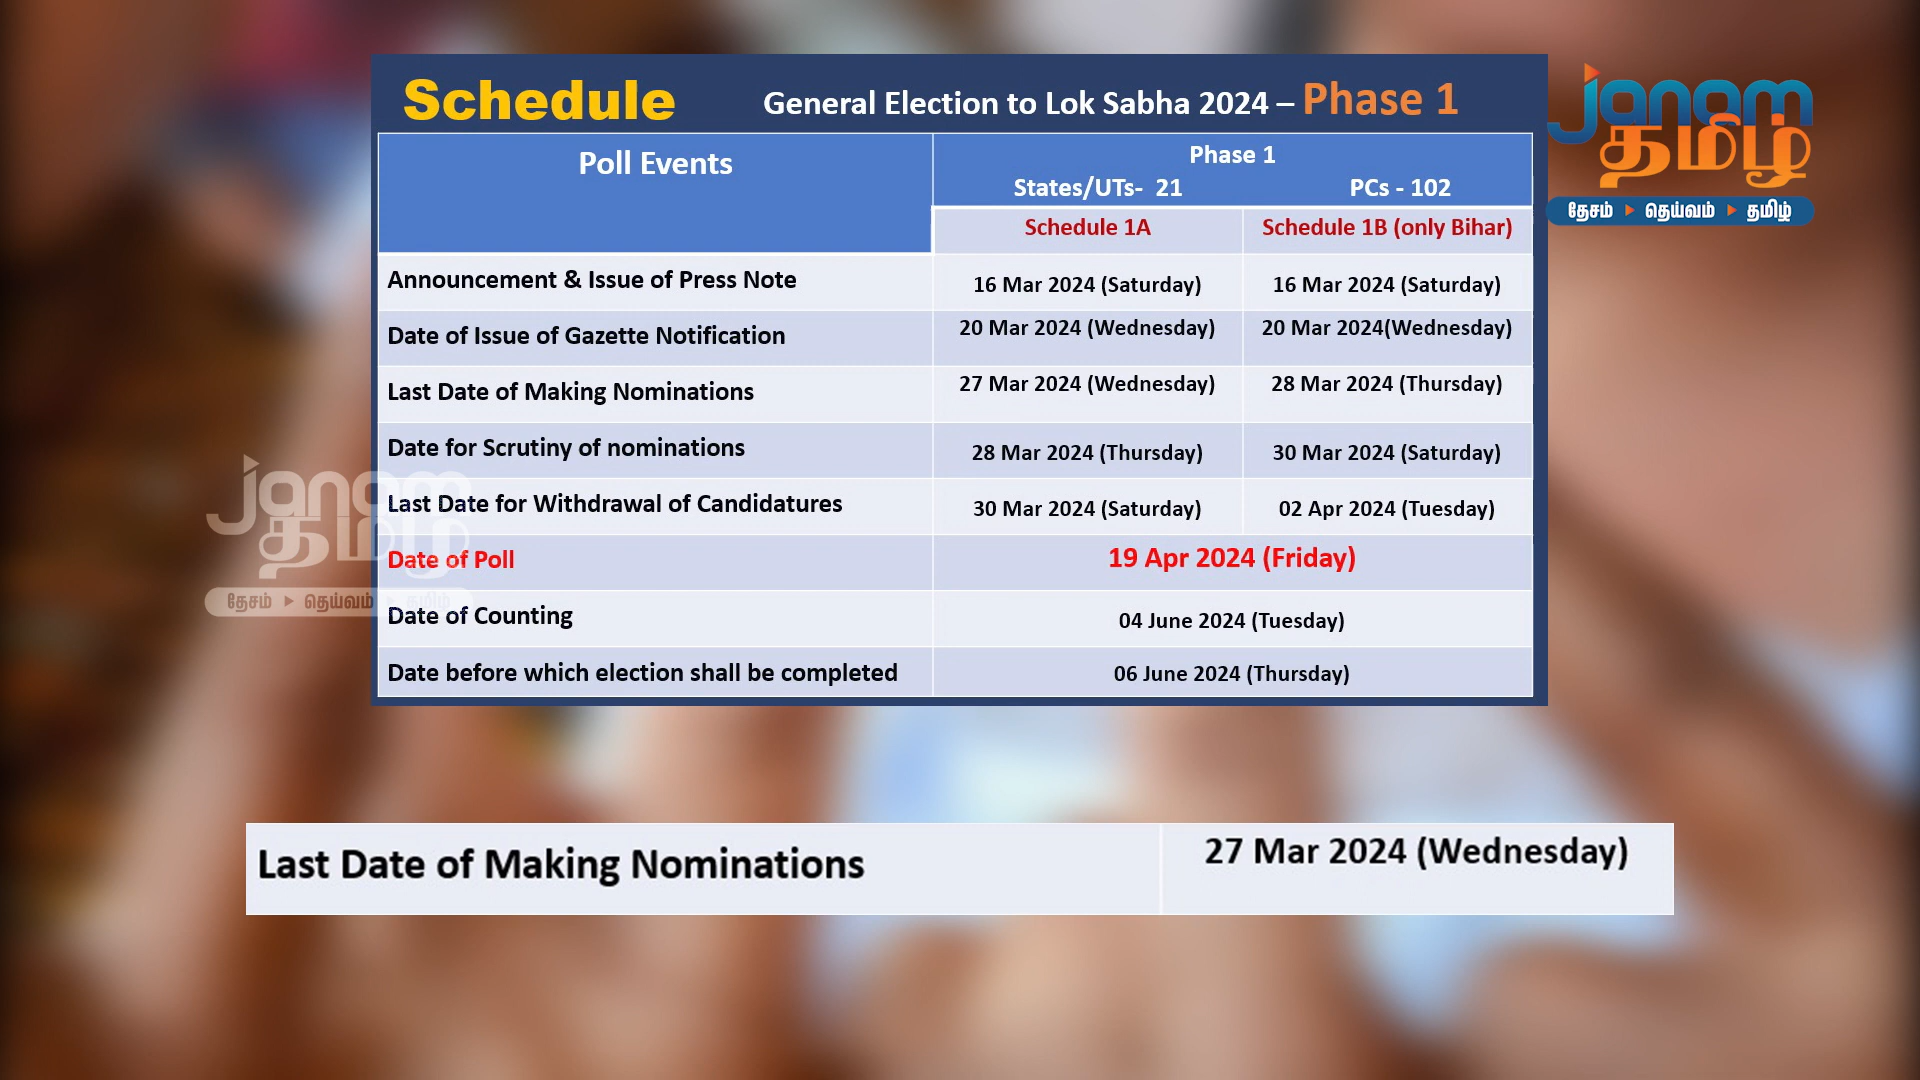 Schedule General Election to Lok Sabha 2024 – Phase 1
Poll Events
Phase 1
States/UTs- 21 PCs - 102
Schedule 1A Schedule 1B (only Bihar)
Announcement & Issue of Press Note 16 Mar 2024 (Saturday) 16 Mar 2024 (Saturday)
Date of Issue of Gazette Notification 20 Mar 2024 (Wednesday) 20 Mar 2024(Wednesday)
Last Date of Making Nominations 27 Mar 2024 (Wednesday) 28 Mar 2024 (Thursday)
Date for Scrutiny of nominations 28 Mar 2024 (Thursday) 30 Mar 2024 (Saturday)
Last Date for Withdrawal of Candidatures 30 Mar 2024 (Saturday) 02 Apr 2024 (Tuesday)
Date of Poll 19 Apr 2024 (Friday)
Date of Counting 04 June 2024 (Tuesday)
Date before which election shall be completed 06 June 2024 (Thursday)
janam
தமிழ்
தேசம் தெய்வம் தமிழ்
janam
தமிழ்
தேசம் தெய்வம் தமிழ்
Last Date of Making Nominations 27 Mar 2024 (Wednesday)